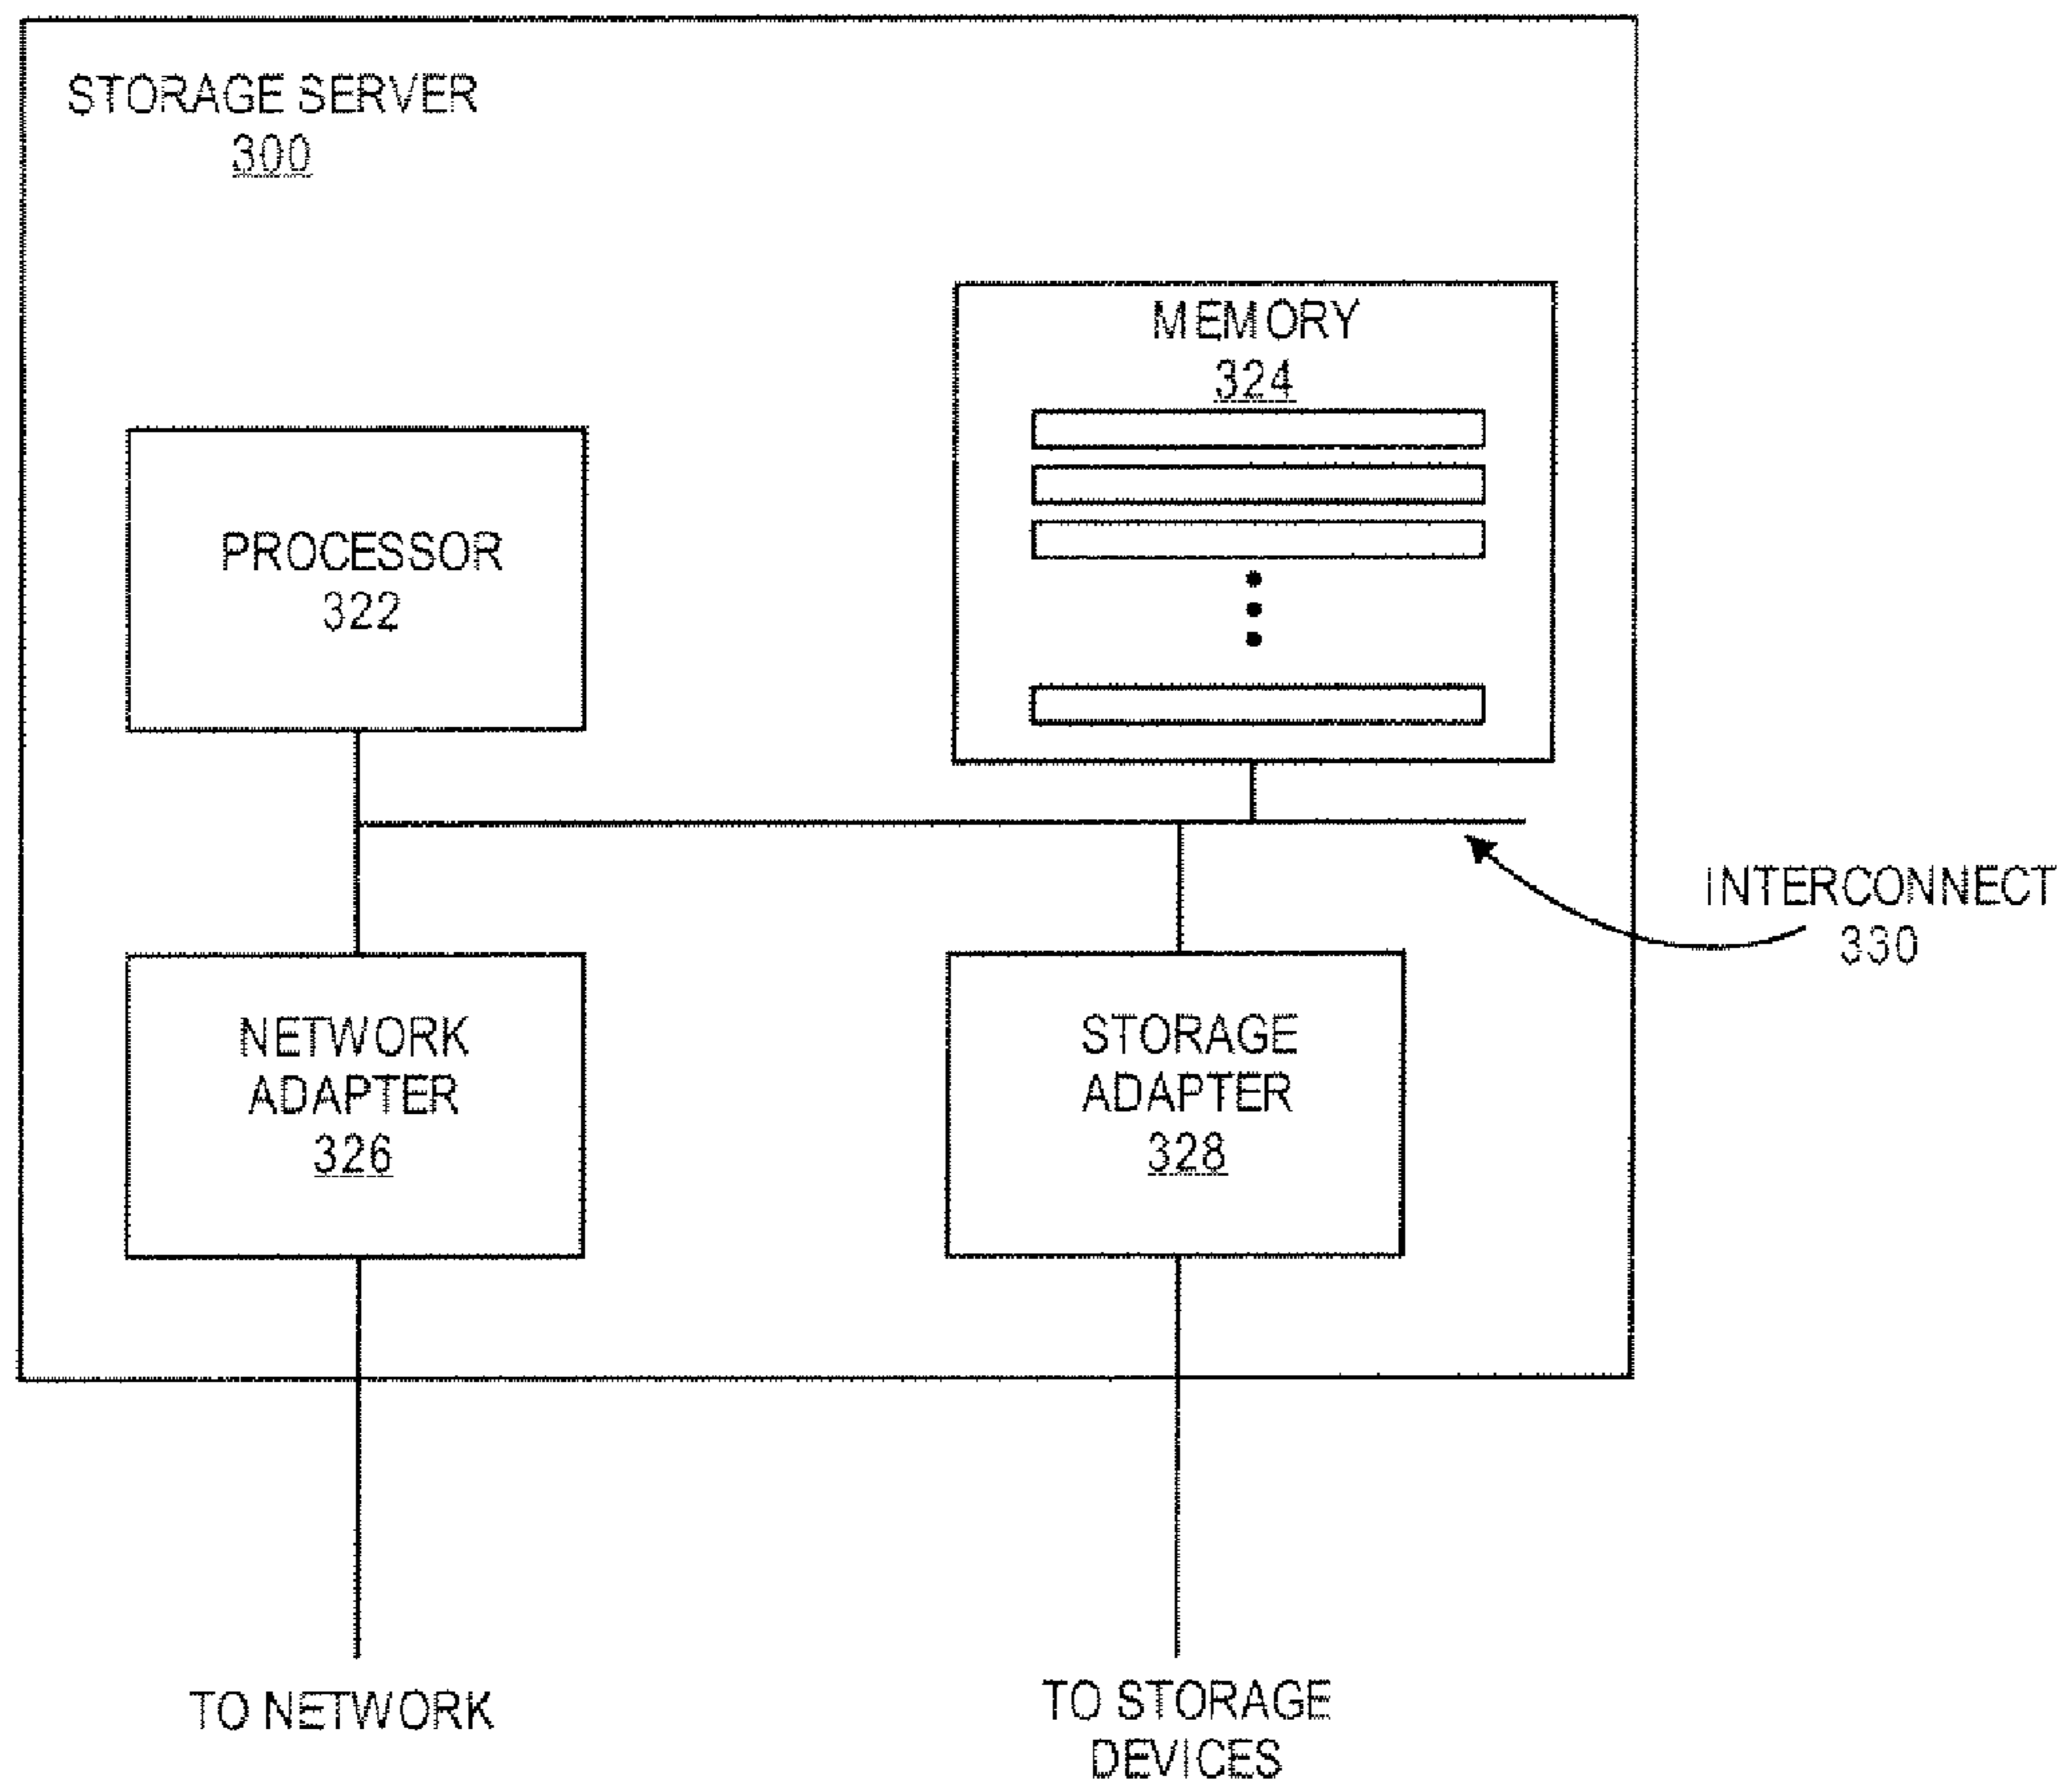 STORAGE SERVER
300
MEMORY
324
PROCESSOR
322
INTERCONNECT
330
NETWORK
ADAPTER
326
STORAGE
ADAPTER
328
TO NETWORK
TO STORAGE
DEVICES